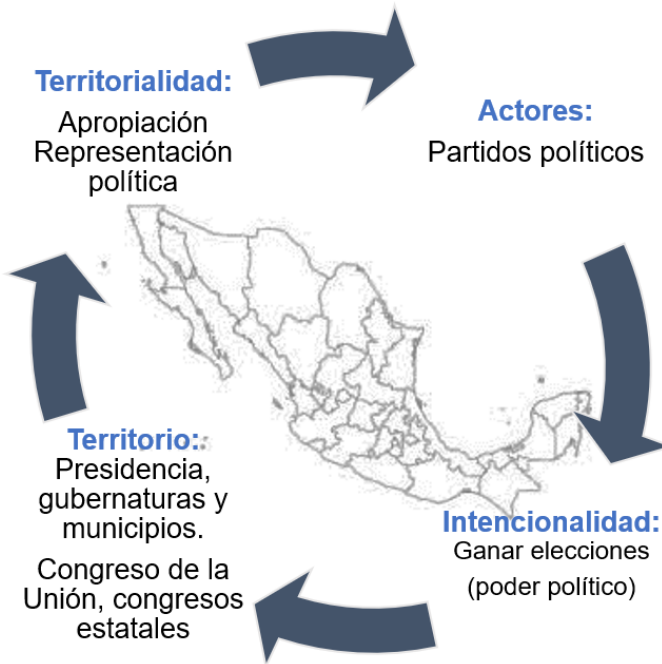 Territorialidad:
Apropiación
Representación
política
Actores:
Partidos políticos
Intencionalidad:
Ganar elecciones
(poder político)
Territorio:
Presidencia,
gubernaturas y
municipios.
Congreso de la
Unión, congresos
estatales